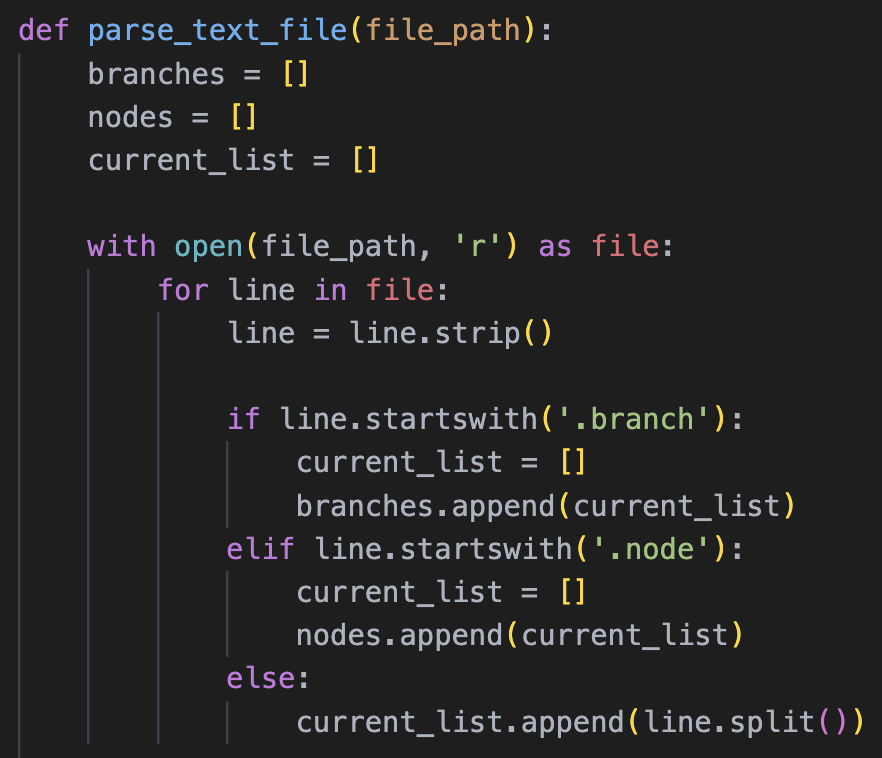 def parse_text_file(file_path):
    branches = []
    nodes = []
    current_list = []

    with open(file_path, 'r') as file:
        for line in file:
            line = line.strip()

            if line.startswith('.branch'):
                current_list = []
                branches.append(current_list)
            elif line.startswith('.node'):
                current_list = []
                nodes.append(current_list)
            else:
                current_list.append(line.split())